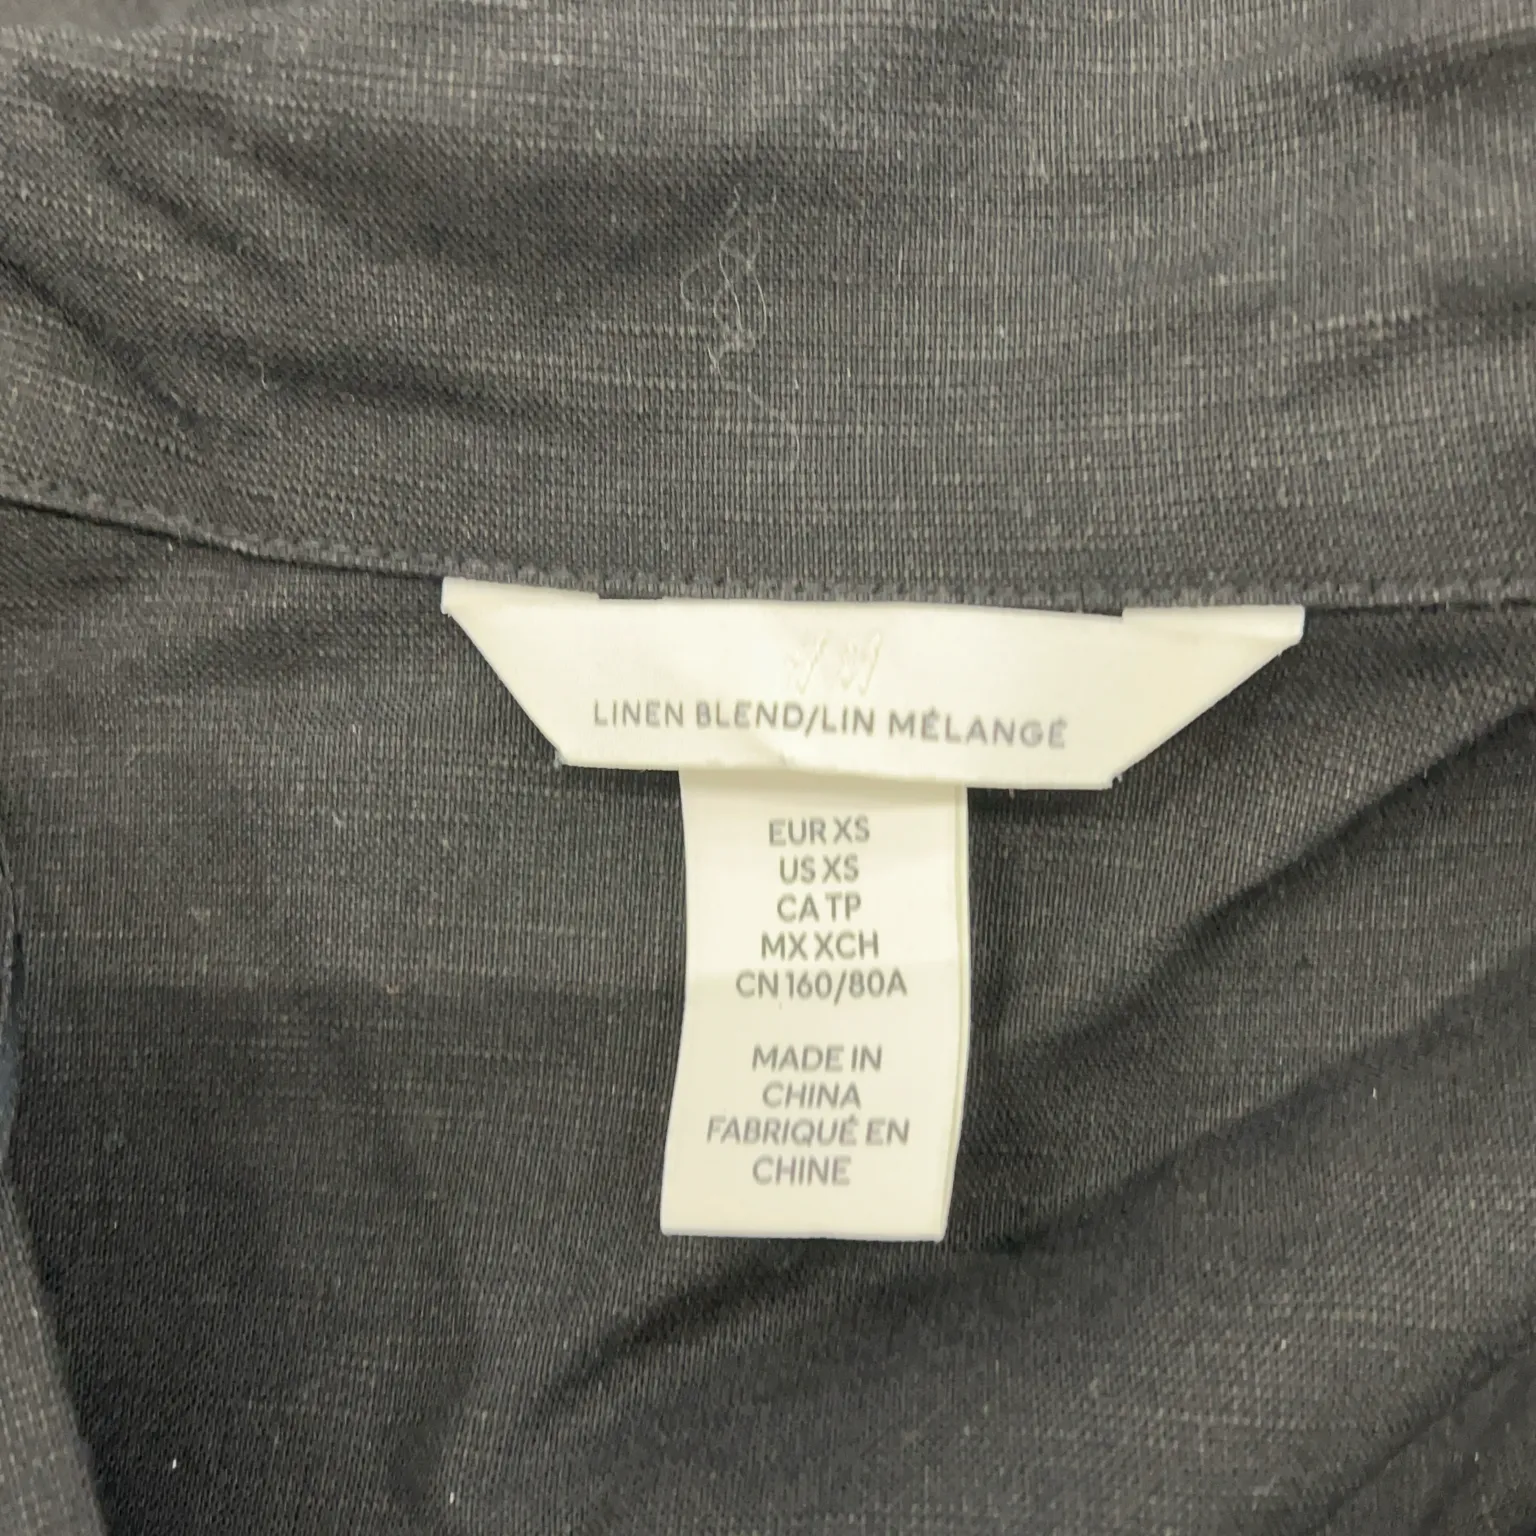 H&M
LINEN BLEND/LIN MÉLANGÉ
EUR XS
US XS
CA TP
MX XCH
CN 160/80A
MADE IN
CHINA
FABRIQUÉ EN
CHINE